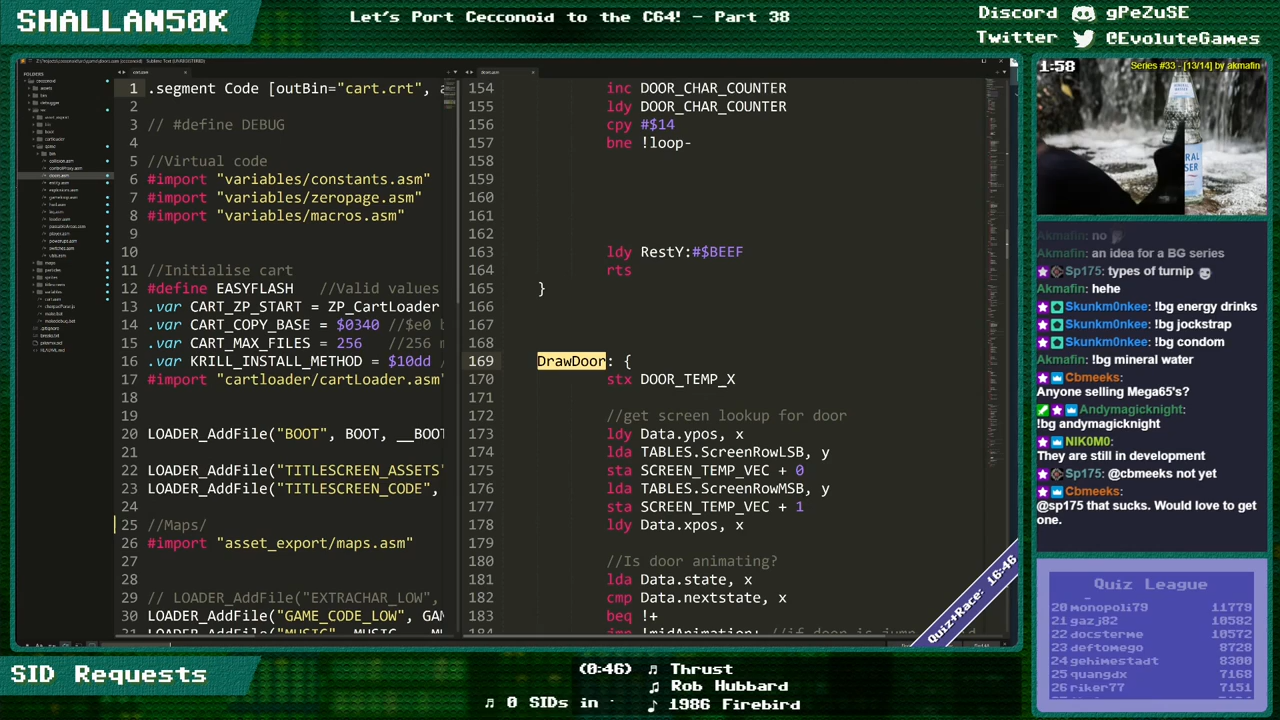 SHALLAN50K
Let's Port Cecconoid to the C64! - Part 38
Discord gPeZuSE
Twitter @EvoluteGames
FOLDERS
1 .segment Code [outBin="cart.crt",
2
3 // #define DEBUG
4
5 //Virtual code
6 #import "variables/constants.asm"
7 #import "variables/zeropage.asm"
8 #import "variables/macros.asm"
10
11 //Initialise cart
12 #define EASYFLASH //Valid values
13 .var CART_ZP_START = ZP_CartLoader
14 .var CART_COPY_BASE = $0340 //$e0 b
15 .var CART_MAX_FILES = 256 //256 m
16 .var KRILL_INSTALL_METHOD = $10dd /
17 #import "cartloader/cartLoader.asm"
18
19
20 LOADER_AddFile("BOOT", BOOT, __BOOT
21
22 LOADER_AddFile("TITLESCREEN_ASSETS"
23 LOADER_AddFile("TITLESCREEN_CODE",
24
25 //Maps/
26 #import "asset_export/maps.asm"
27
28
29 // LOADER_AddFile("EXTRACHAR_LOW",
30 LOADER_AddFile("GAME_CODE_LOW", GAM
154 inc DOOR_CHAR_COUNTER
155 ldy DOOR_CHAR_COUNTER
156 cpy #$14
157 bne !loop-
158
159
160
161
162
163 ldy RestY:#$BEEF
164 rts
165 }
166
167
168
169 DrawDoor: {
170 stx DOOR_TEMP_X
171
172 //get screen lookup for door
173 ldy Data.ypos, x
174 lda TABLES.ScreenRowLSB, y
175 sta SCREEN_TEMP_VEC + 0
176 lda TABLES.ScreenRowMSB, y
177 sta SCREEN_TEMP_VEC + 1
178 ldy Data.xpos, x
179
180 //Is door animating?
181 lda Data.state, x
182 cmp Data.nextstate, x
183 beq !+
Quiz+Race: 16:46
1:58
Series #33 - [13/14] by akmafin
Akmafin: no
Akmafin: an idea for a BG series
Sp175: types of turnip
Akmafin: hehe
Skunkm0nkee: !bg energy drinks
Skunkm0nkee: !bg jockstrap
Skunkm0nkee: !bg condom
Akmafin: !bg mineral water
Cbmeeks:
Anyone selling Mega65's?
Andymagicknight:
!bg andymagicknight
NIK0M0:
They are still in development
Sp175: @cbmeeks not yet
Cbmeeks:
@sp175 that sucks. Would love to get
one.
Quiz League
20 monopoli79 11779
21 gazj82 10582
22 docsterme 10572
23 deftomego 8728
24 gehimestadt 8300
25 quangdx 7168
26 riker77 7151
SID Requests
(0:46) ♫ Thrust
♫ Rob Hubbard
♫ 0 SIDs in
♪ 1986 Firebird